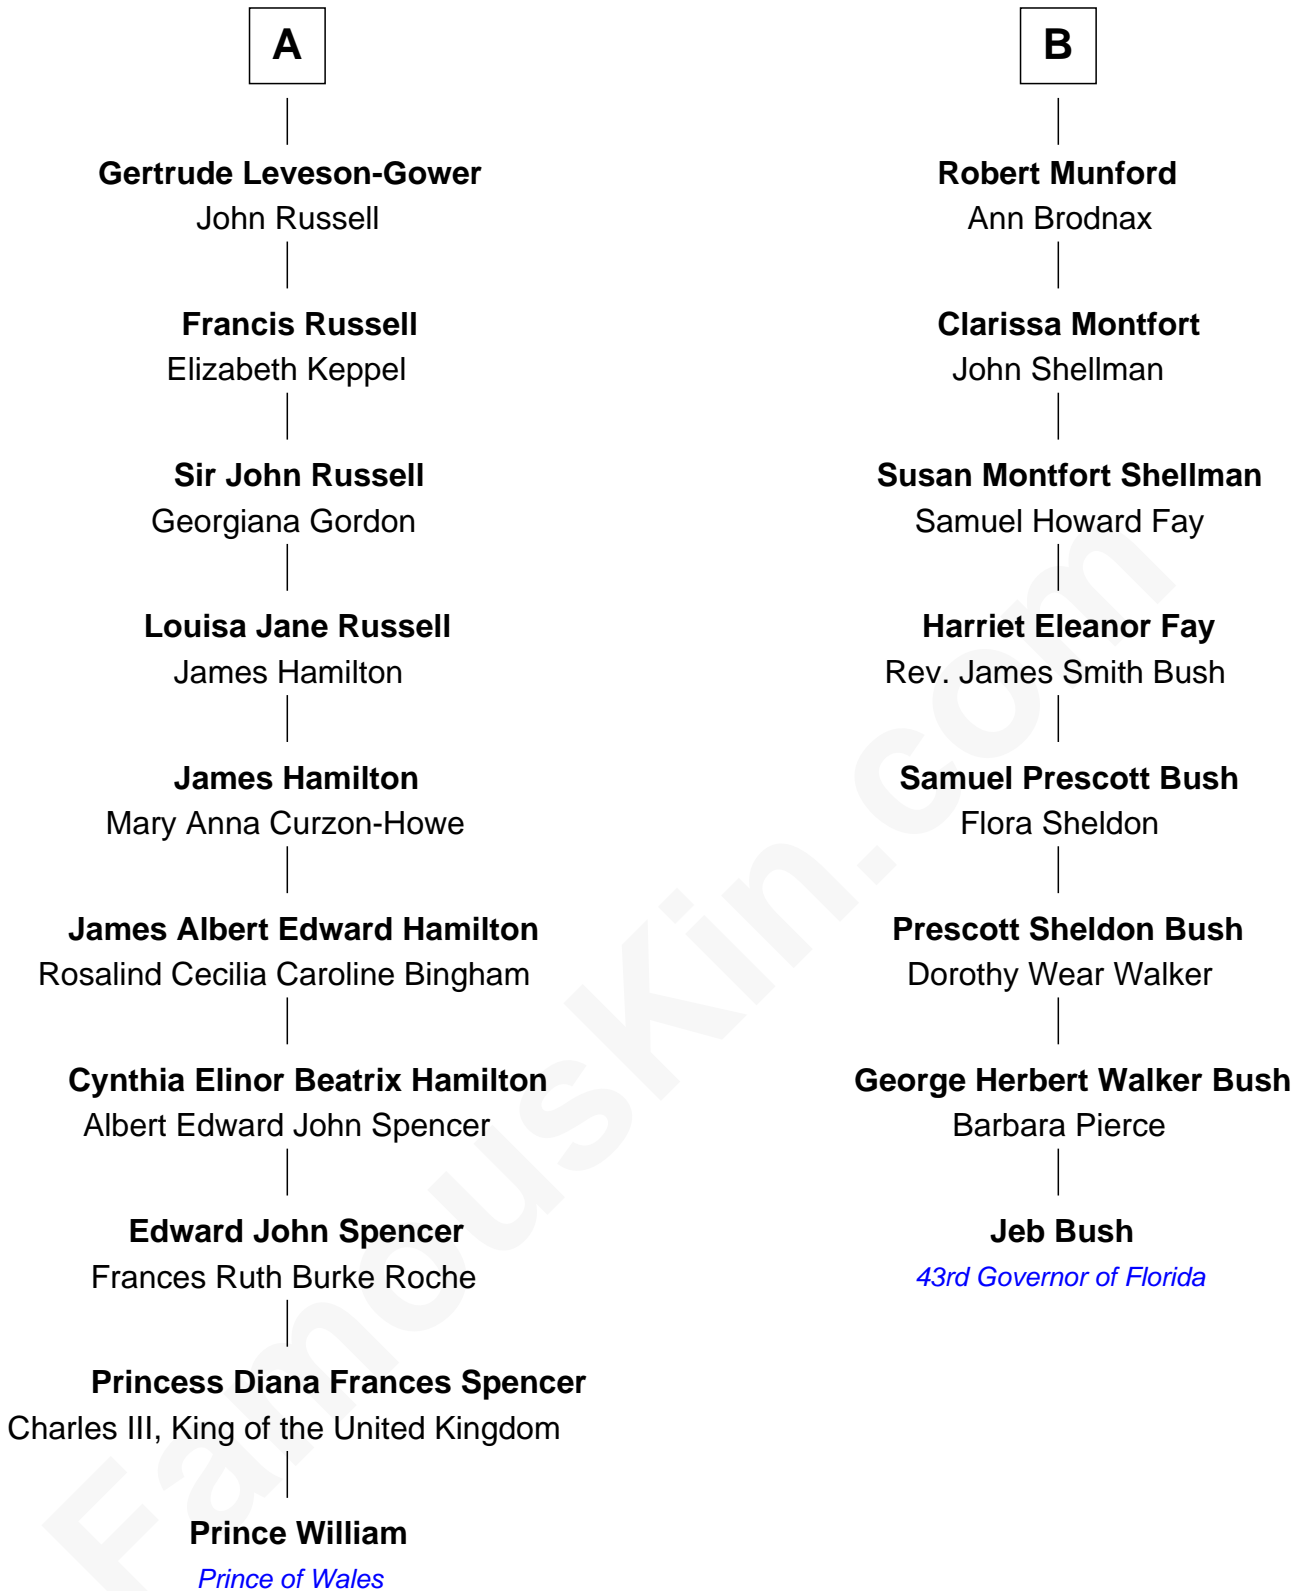 A
Gertrude Leveson-Gower
John Russell
Francis Russell
Elizabeth Keppel
Sir John Russell
Georgiana Gordon
Louisa Jane Russell
James Hamilton
James Hamilton
Mary Anna Curzon-Howe
James Albert Edward Hamilton
Rosalind Cecilia Caroline Bingham
Cynthia Elinor Beatrix Hamilton
Albert Edward John Spencer
Edward John Spencer
Frances Ruth Burke Roche
Princess Diana Frances Spencer
Charles III, King of the United Kingdom
Prince William
Prince of Wales
B
Robert Munford
Ann Brodnax
Clarissa Montfort
John Shellman
Susan Montfort Shellman
Samuel Howard Fay
Harriet Eleanor Fay
Rev. James Smith Bush
Samuel Prescott Bush
Flora Sheldon
Prescott Sheldon Bush
Dorothy Wear Walker
George Herbert Walker Bush
Barbara Pierce
Jeb Bush
43rd Governor of Florida
FamousKin.com